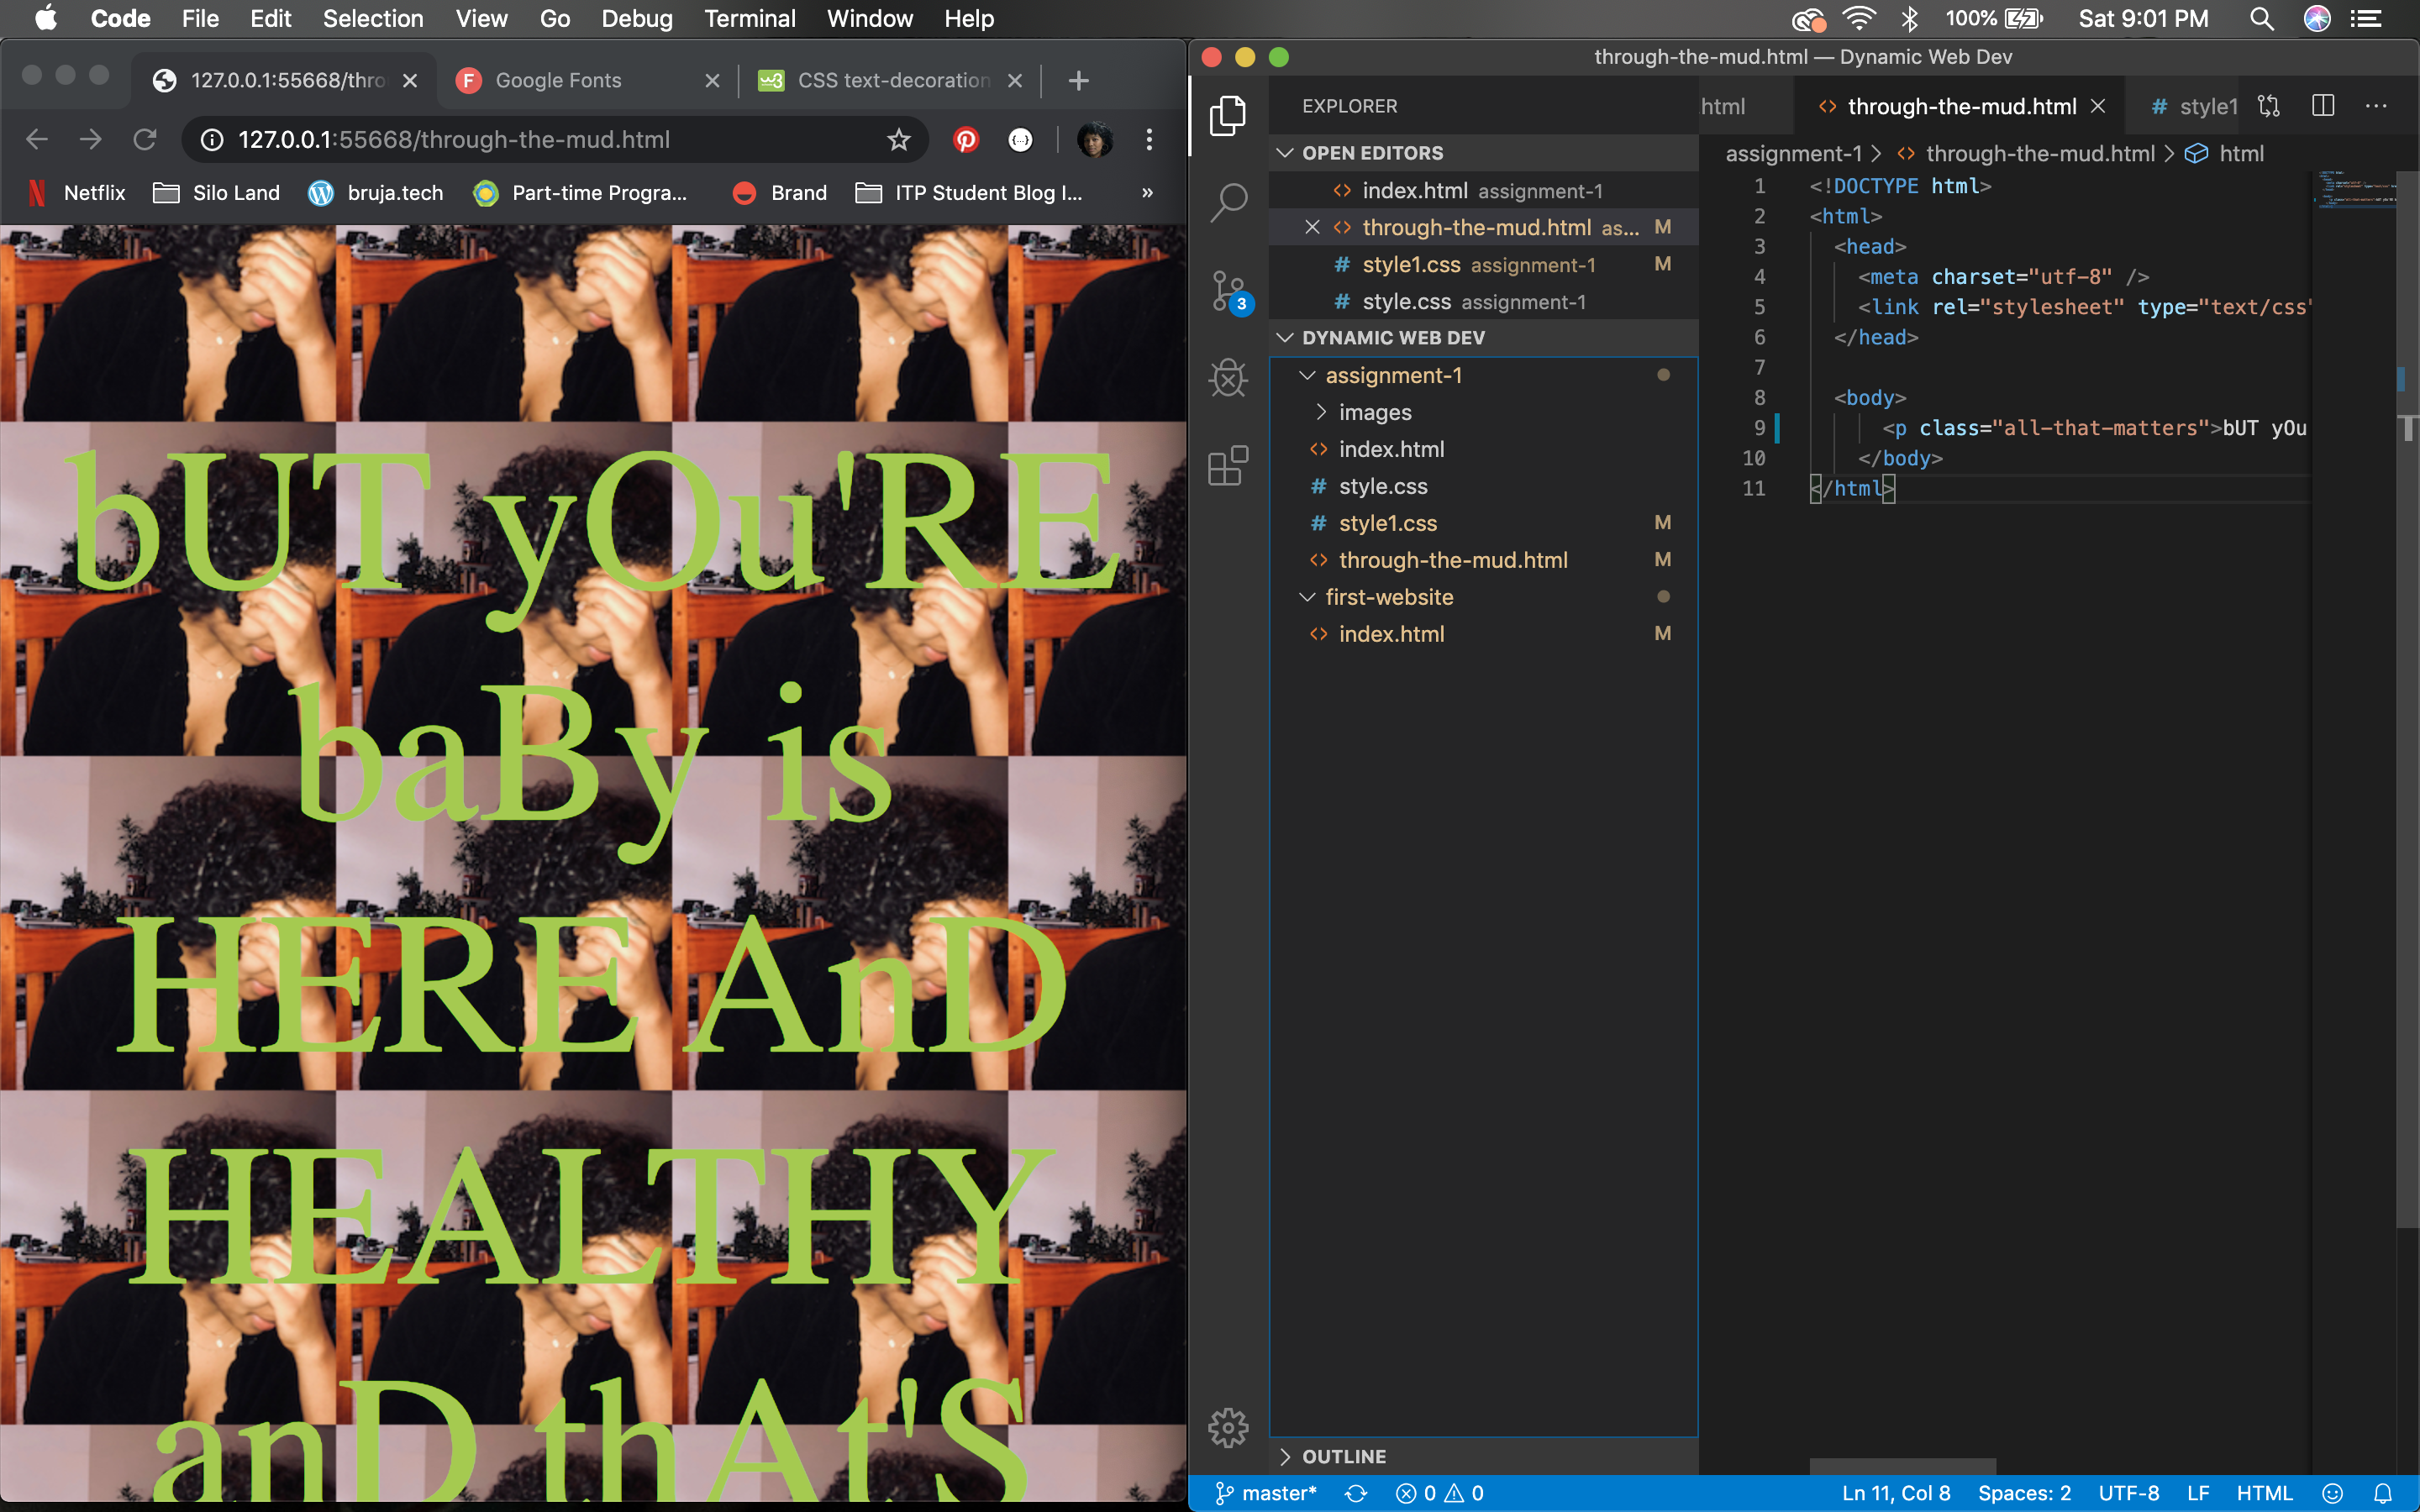 Code File Edit Selection View Go Debug Terminal Window Help 100% Sat 9:01 PM
127.0.0.1:55668/thro Google Fonts CSS text-decoration
127.0.0.1:55668/through-the-mud.html
Netflix Silo Land bruja.tech Part-time Progra... Brand ITP Student Blog I... »
bUT yOu'RE
baBy is
HERE AnD
HEALTHY
anD thAt'S
through-the-mud.html — Dynamic Web Dev
EXPLORER
OPEN EDITORS
index.html assignment-1
through-the-mud.html as... M
style1.css assignment-1 M
style.css assignment-1
3
DYNAMIC WEB DEV
assignment-1
images
index.html
style.css
style1.css M
through-the-mud.html M
first-website
index.html M
OUTLINE
html through-the-mud.html style1
assignment-1 > through-the-mud.html > html
1 <!DOCTYPE html>
2 <html>
3 <head>
4 <meta charset="utf-8" />
5 <link rel="stylesheet" type="text/css"
6 </head>
7
8 <body>
9 <p class="all-that-matters">bUT yOu
10 </body>
11 </html>
master* 0 0 Ln 11, Col 8 Spaces: 2 UTF-8 LF HTML